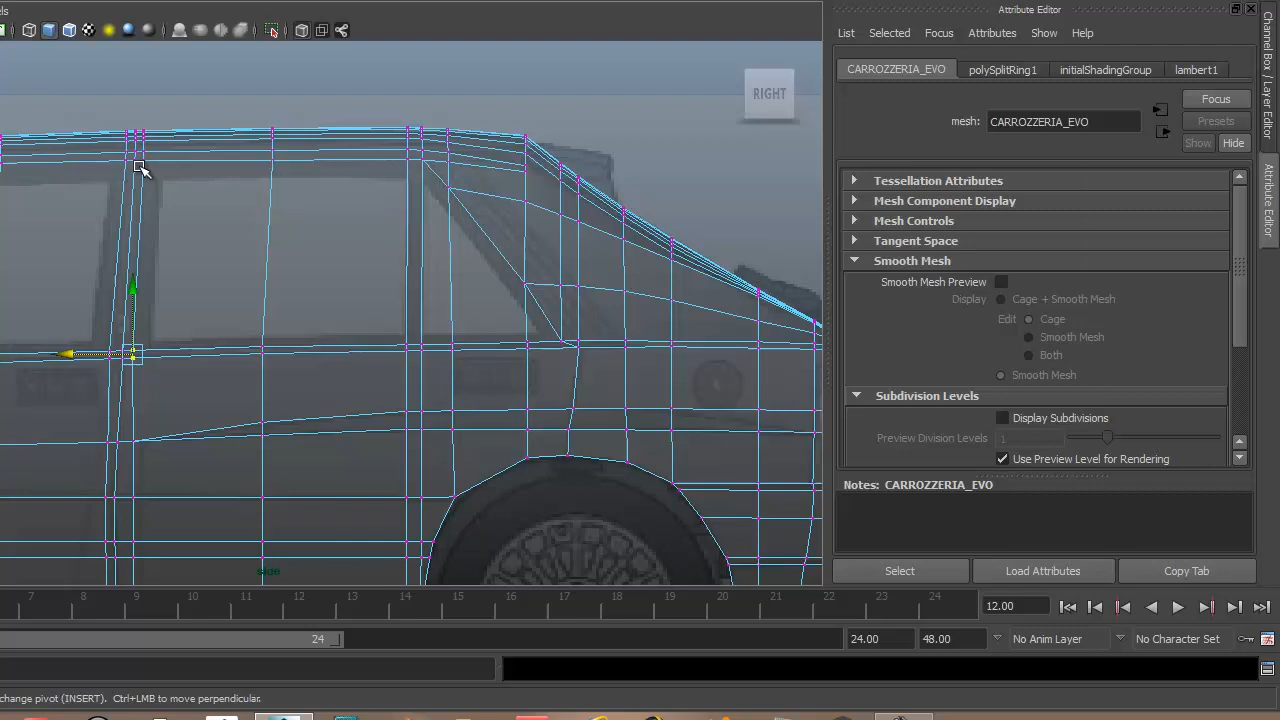 els
Attribute Editor
List Selected Focus Attributes Show Help
CARROZZERIA_EVO polySplitRing1 initialShadingGroup lambert1
Focus
mesh: CARROZZERIA_EVO
Presets
Show Hide
Tessellation Attributes
Mesh Component Display
Mesh Controls
Tangent Space
Smooth Mesh
Smooth Mesh Preview
Display Cage + Smooth Mesh
Edit Cage
Smooth Mesh
Both
Smooth Mesh
Subdivision Levels
Display Subdivisions
Preview Division Levels 1
Use Preview Level for Rendering
Notes: CARROZZERIA_EVO
Select Load Attributes Copy Tab
Channel Box / Layer Editor
Attribute Editor
RIGHT
side
7 8 9 10 11 12 13 14 15 16 17 18 19 20 21 22 23 24
12.00
24
24.00 48.00 No Anim Layer No Character Set
change pivot (INSERT). Ctrl+LMB to move perpendicular.